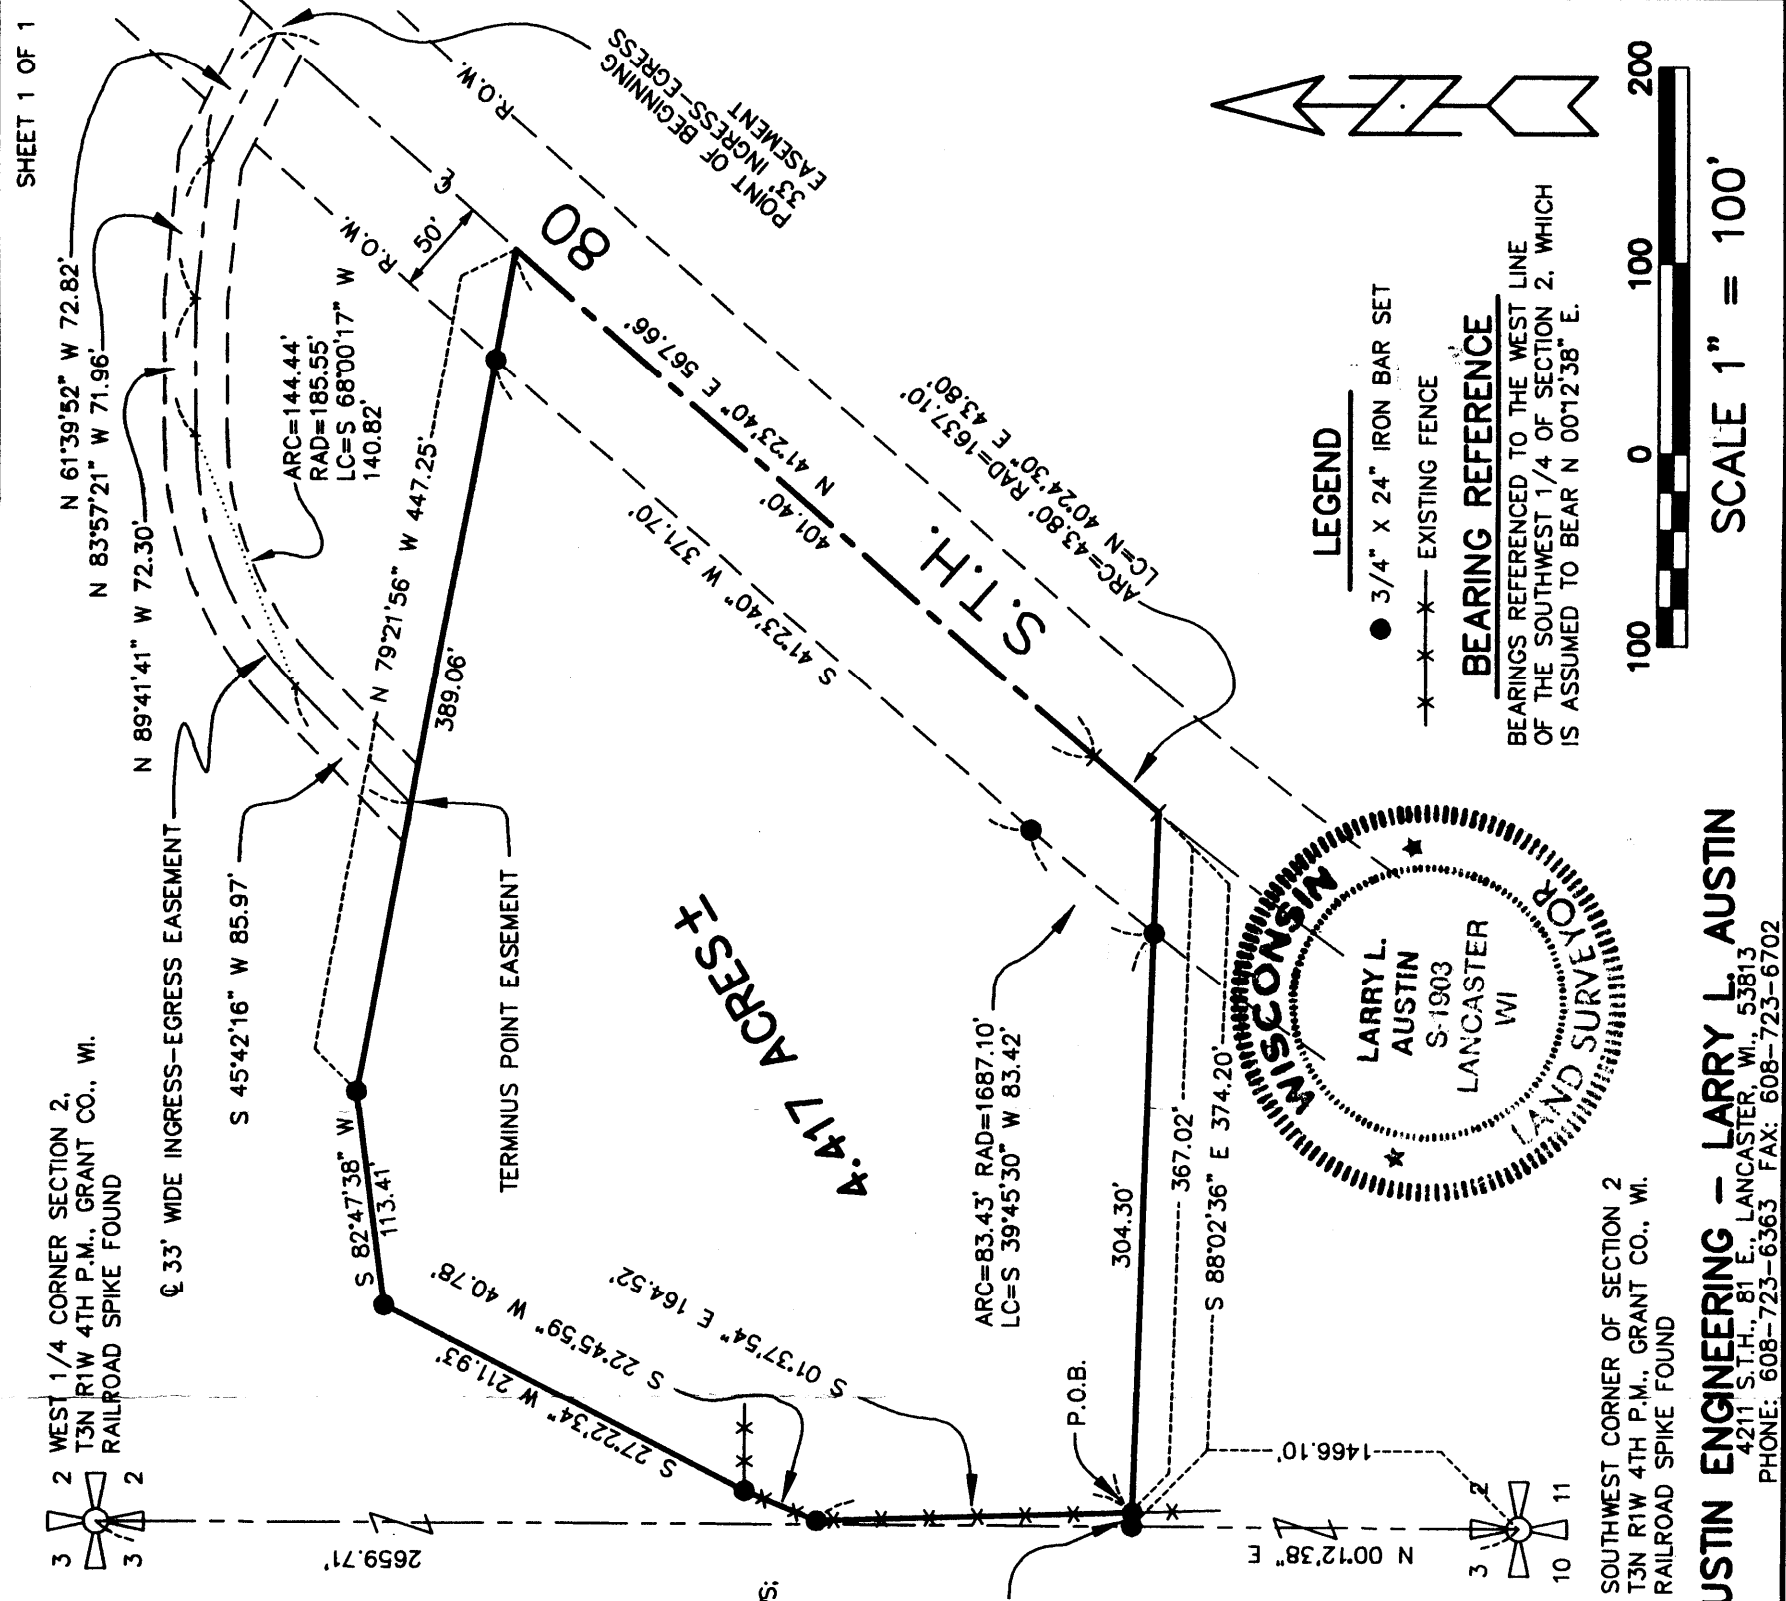 SHEET 1 OF 1
WEST 1/4 CORNER SECTION 2,
T3N R1W 4TH P.M., GRANT CO., WI.
RAILROAD SPIKE FOUND
3 2
3 2
2659.71'
N 61°39'52" W 72.82'
N 83°57'21" W 71.96'
N 89°41'41" W 72.30'
℄ 33' WIDE INGRESS-EGRESS EASEMENT
S 45°42'16" W 85.97'
ARC=144.44'
RAD=185.55'
LC=S 68°00'17" W
140.82'
R.O.W.
R.O.W.
50'
℄
POINT OF BEGINNING
33' INGRESS-EGRESS
EASEMENT
N 79°21'56" W 447.25'
389.06'
TERMINUS POINT EASEMENT
S 82°47'38" W
113.41'
S 27°22'34" W 211.93'
S 22°45'59" W 40.78'
S 01°37'54" E 164.52'
4.417 ACRES±
S.T.H. 80
N 41°23'40" E 567.66'
401.40'
S 41°23'40" W 371.70'
ARC=43.80' RAD=1637.10'
LC=N 40°24'30" E 43.80'
ARC=83.43' RAD=1687.10'
LC=S 39°45'30" W 83.42'
P.O.B.
304.30'
367.02'
S 88°02'36" E 374.20'
1466.10'
N 00°12'38" E
3 2
10 11
SOUTHWEST CORNER OF SECTION 2
T3N R1W 4TH P.M., GRANT CO., WI.
RAILROAD SPIKE FOUND
LEGEND
3/4" X 24" IRON BAR SET
EXISTING FENCE
BEARING REFERENCE
BEARINGS REFERENCED TO THE WEST LINE
OF THE SOUTHWEST 1/4 OF SECTION 2, WHICH
IS ASSUMED TO BEAR N 00°12'38" E.
100 0 100 200
SCALE 1" = 100'
WISCONSIN
LARRY L.
AUSTIN
S-1903
LANCASTER
WI
LAND SURVEYOR
USTIN ENGINEERING - LARRY L. AUSTIN
4211 S.T.H., 81 E., LANCASTER, WI., 53813
PHONE: 608-723-6363 FAX: 608-723-6702